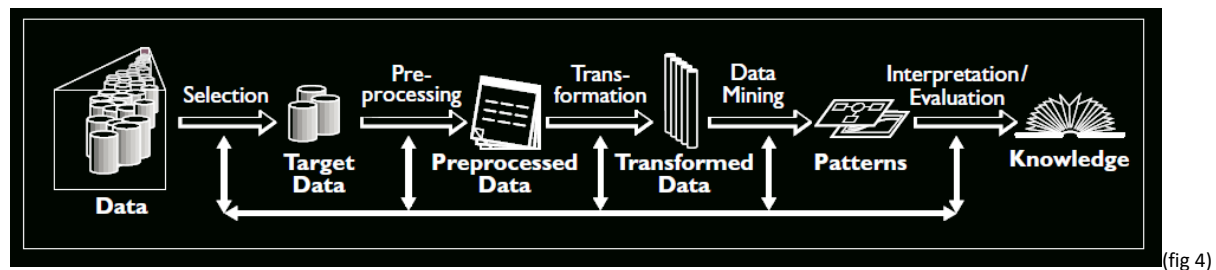 Selection
Pre-
processing
Trans-
formation
Data
Mining
Interpretation/
Evaluation
Data
Target
Data
Preprocessed
Data
Transformed
Data
Patterns
Knowledge
(fig 4)